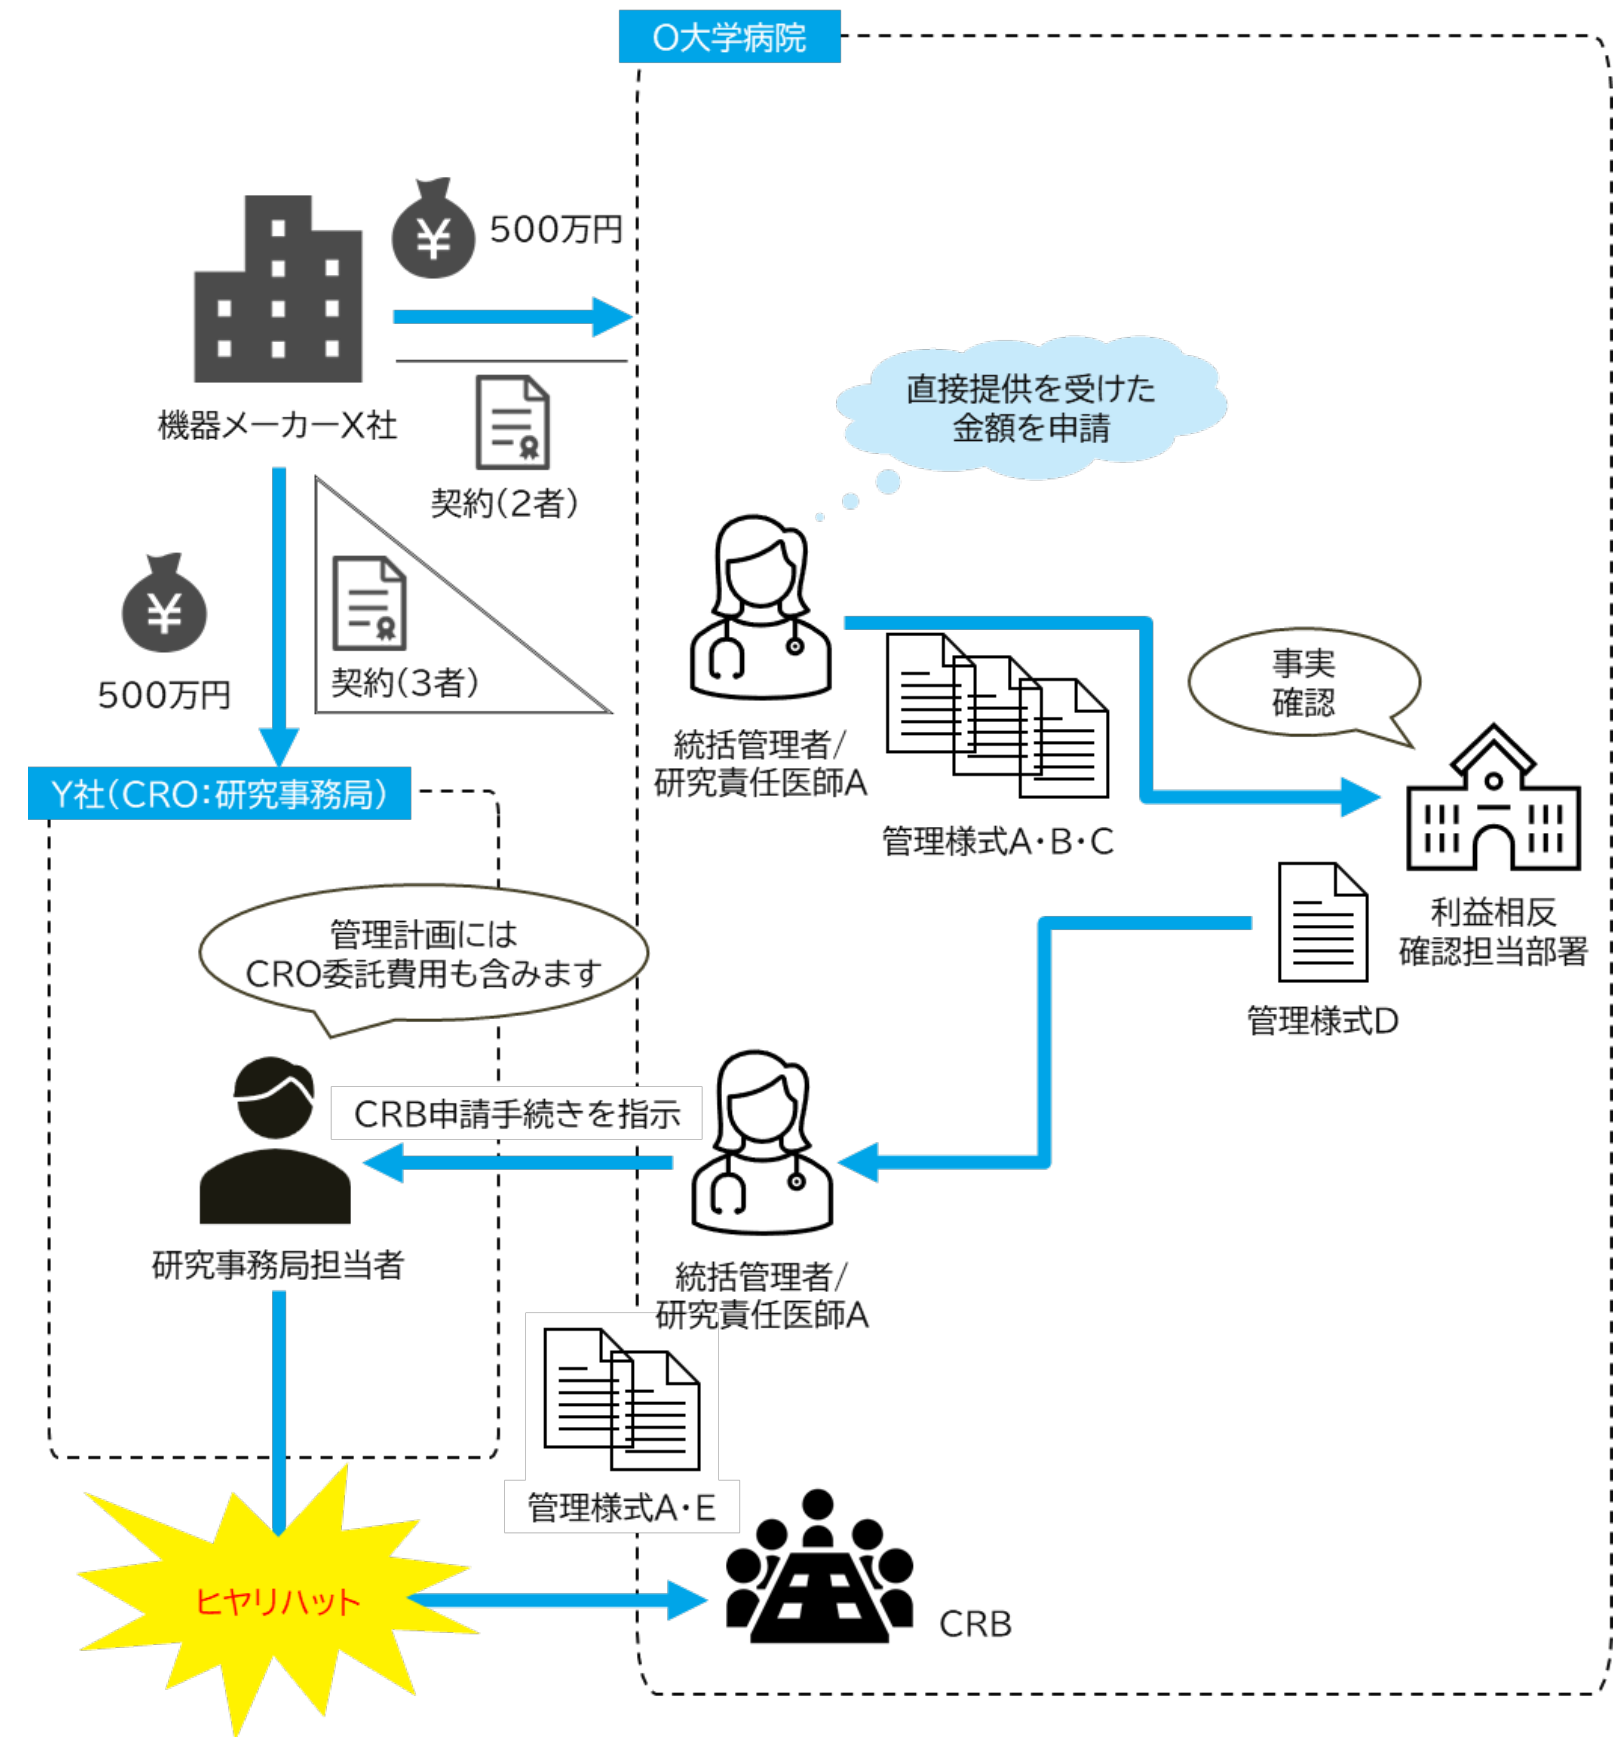 O大学病院
500万円
機器メーカーX社
契約(2者)
直接提供を受けた
金額を申請
契約(3者)
500万円
統括管理者/
研究責任医師A
管理様式A・B・C
事実
確認
利益相反
確認担当部署
管理様式D
Y社(CRO:研究事務局)
管理計画には
CRO委託費用も含みます
CRB申請手続きを指示
研究事務局担当者
統括管理者/
研究責任医師A
管理様式A・E
ヒヤリハット
CRB